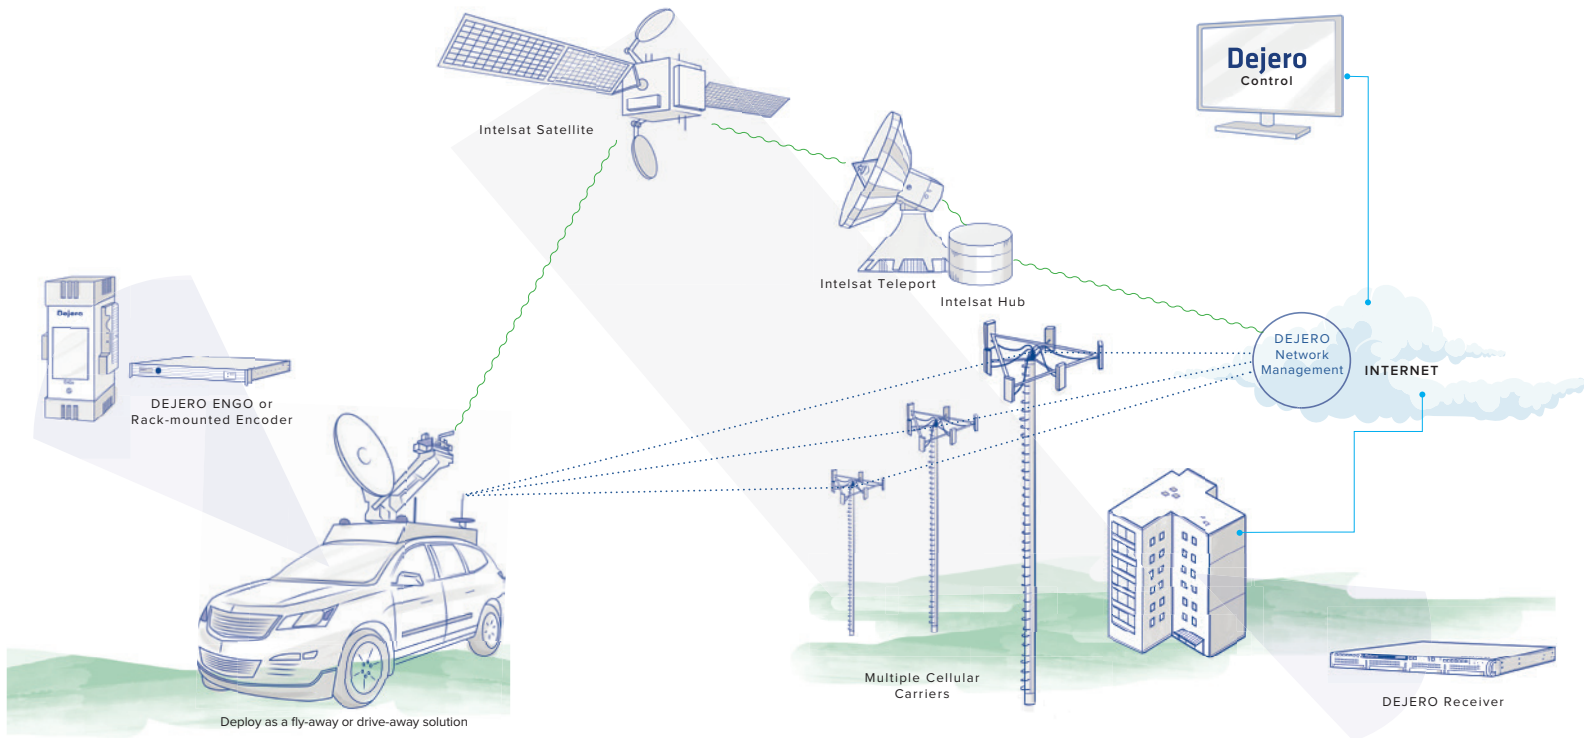 Dejero
Control
Intelsat Satellite
Intelsat Teleport
Intelsat Hub
Dejero
DEJERO
Network
Management
INTERNET
DEJERO ENGO or
Rack-mounted Encoder
Multiple Cellular
Carriers
DEJERO Receiver
Deploy as a fly-away or drive-away solution